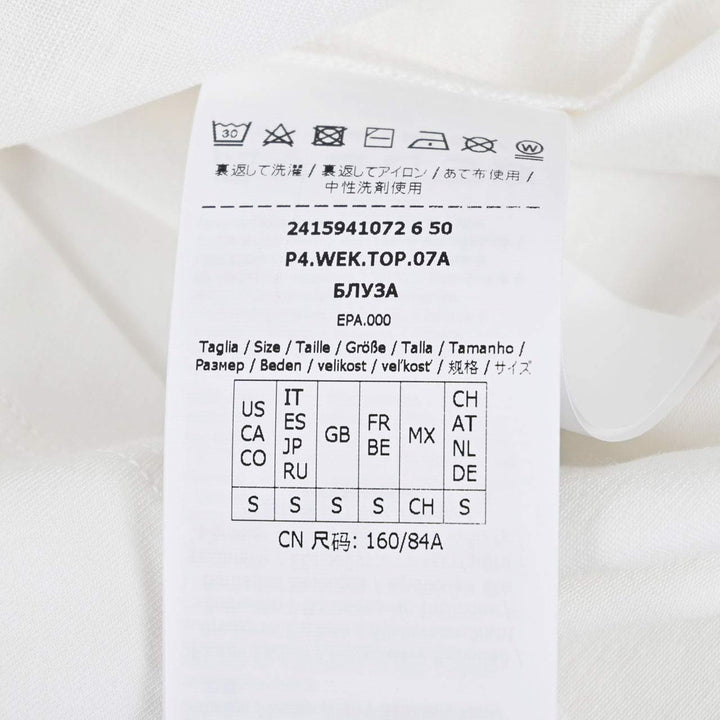 30
W
裏返して洗濯 / 裏返してアイロン / あて布使用 /
中性洗剤使用
2415941072 6 50
P4.WEK.TOP.07A
БЛУЗА
EPA.000
Taglia / Size / Taille / Größe / Talla / Tamanho /
Размер / Beden / velikost / veľkosť / 规格 / サイズ
US CA CO
IT ES JP RU
GB
FR BE
MX
CH AT NL DE
S S S S CH S
CN 尺码: 160/84A